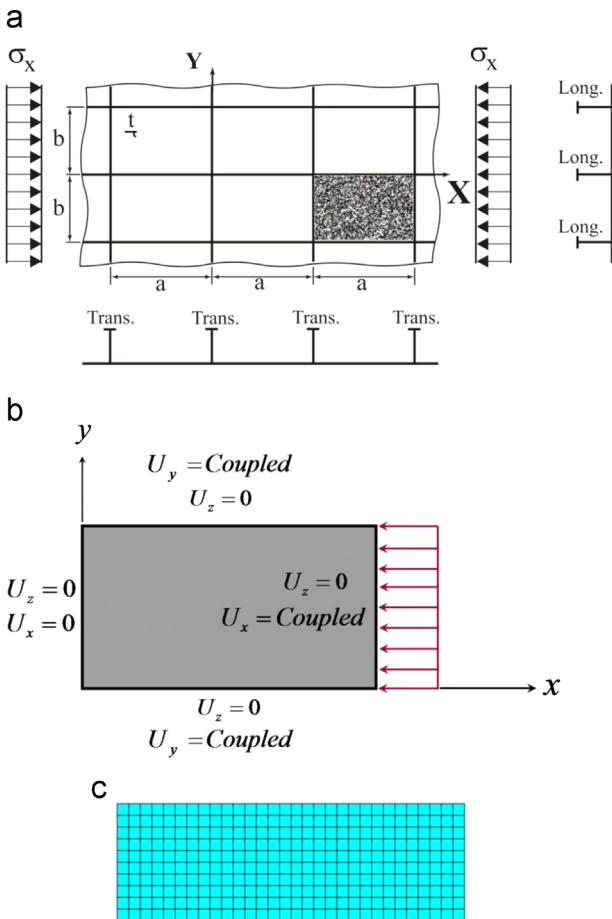 a
σx
Y
σx
Long.
t
b
X
Long.
b
Long.
a
a
a
Trans.
Trans.
Trans.
Trans.
b
y
Uy = Coupled
Uz = 0
Uz = 0
Ux = 0
Uz = 0
Ux = Coupled
x
Uz = 0
Uy = Coupled
c